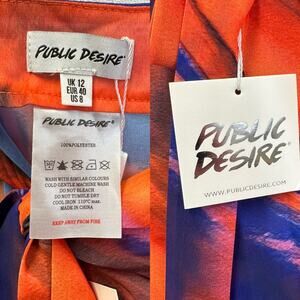 PUBLIC DESIRE®
UK 12
EUR 40
US 8
PUBLIC DESIRE®
100%POLYESTER
WASH WITH SIMILAR COLOURS
COLD GENTLE MACHINE WASH
DO NOT BLEACH
DO NOT TUMBLE DRY
COOL IRON 110°C max.
MADE IN CHINA
KEEP AWAY FROM FIRE
PUBLIC
DESIRE®
WWW.PUBLICDESIRE.COM